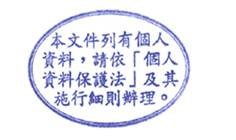 本文件列有個人
資料，請依「個人
資料保護法」及其
施行細則辦理。